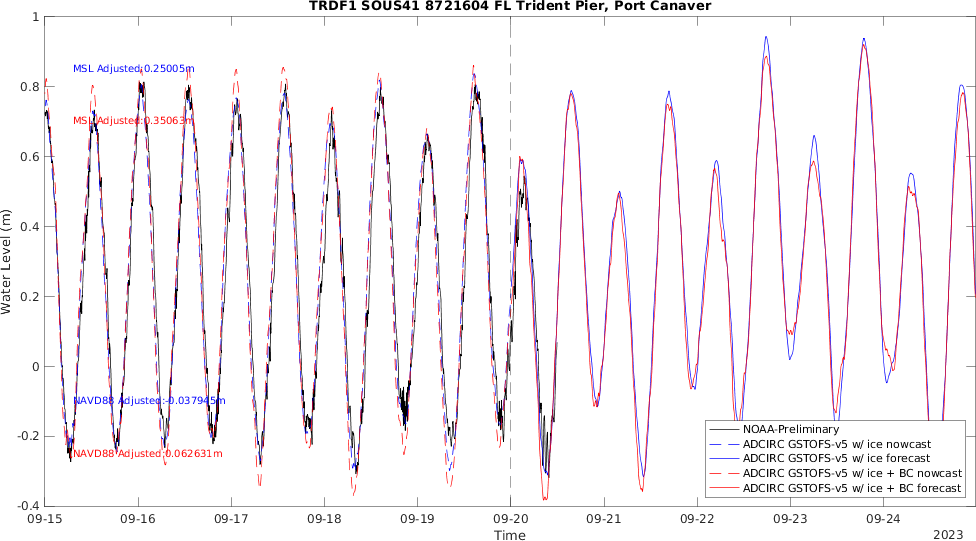 TRDF1 SOUS41 8721604 FL Trident Pier, Port Canaver
Water Level (m)
1
0.8
0.6
0.4
0.2
0
-0.2
-0.4
MSL Adjusted:0.25005m
MSL Adjusted:0.35063m
NAVD88 Adjusted:-0.037945m
NAVD88 Adjusted:0.062631m
NOAA-Preliminary
ADCIRC GSTOFS-v5 w/ ice nowcast
ADCIRC GSTOFS-v5 w/ ice forecast
ADCIRC GSTOFS-v5 w/ ice + BC nowcast
ADCIRC GSTOFS-v5 w/ ice + BC forecast
09-15 09-16 09-17 09-18 09-19 09-20 09-21 09-22 09-23 09-24
Time
2023